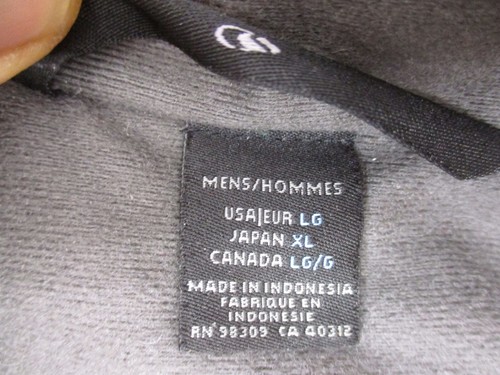 MENS/HOMMES
USA|EUR LG
JAPAN XL
CANADA LG/G
MADE IN INDONESIA
FABRIQUE EN
INDONESIE
RN 98309 CA 40312